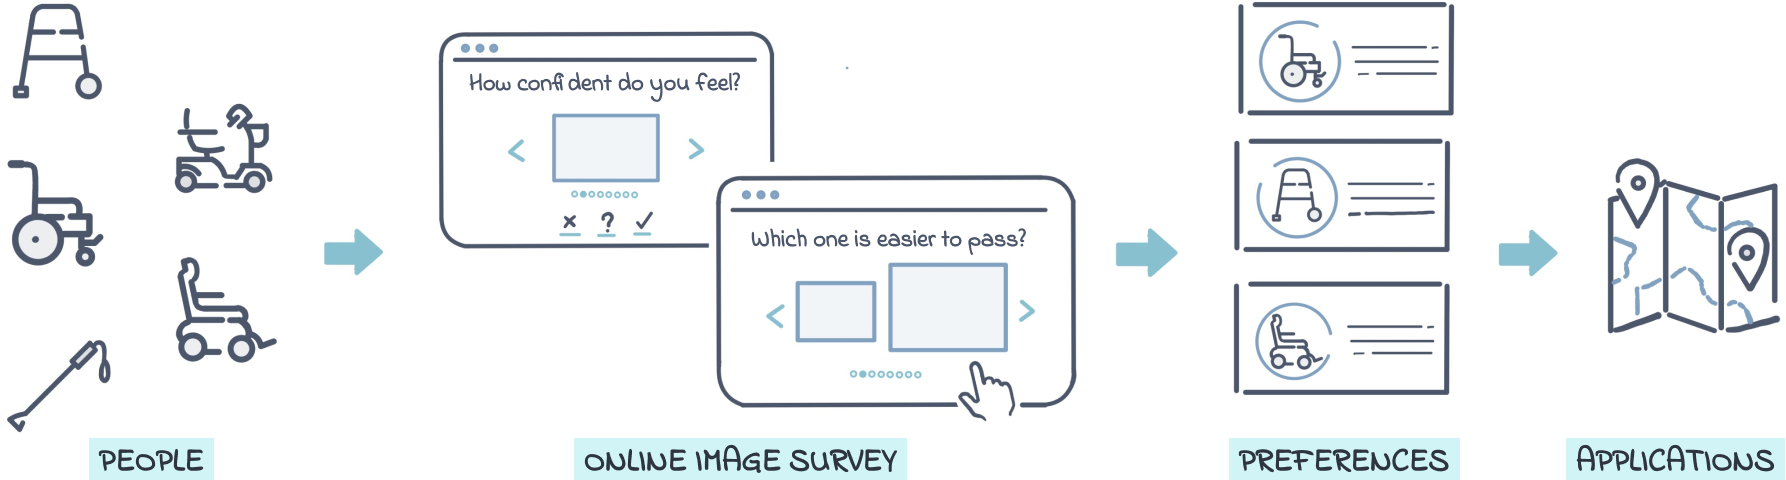 How confident do you feel?
Which one is easier to pass?
PEOPLE
ONLINE IMAGE SURVEY
PREFERENCES
APPLICATIONS